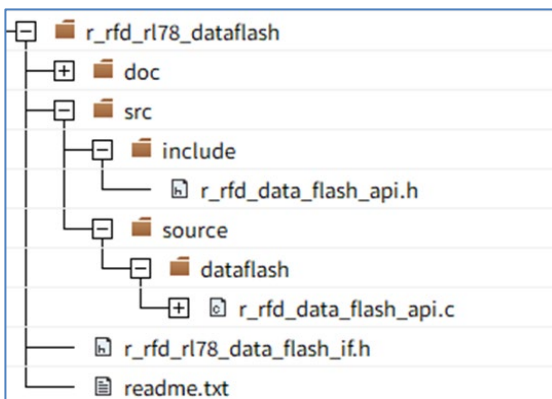 r_rfd_rl78_dataflash
doc
src
include
r_rfd_data_flash_api.h
source
dataflash
r_rfd_data_flash_api.c
r_rfd_rl78_data_flash_if.h
readme.txt